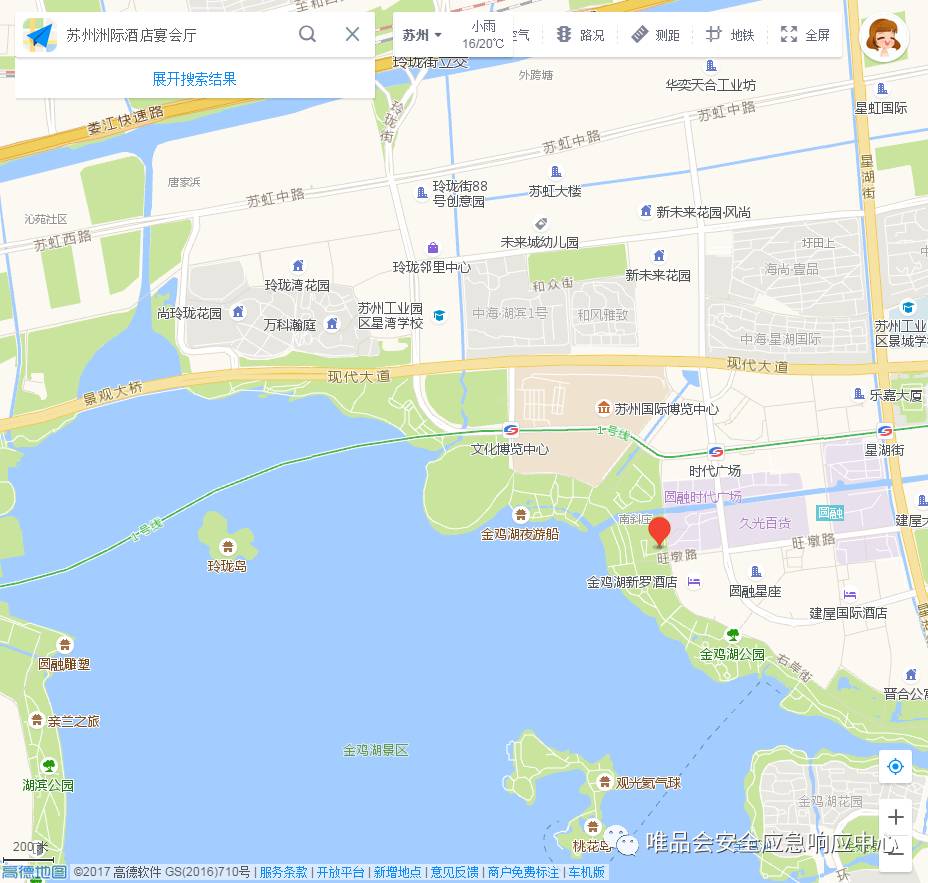 苏州洲际酒店宴会厅
展开搜索结果
苏州
小雨
16/20℃
空气
路况
测距
地铁
全屏
至和西路
玲珑街立交
外跨塘
华奕天合工业坊
星虹国际
娄江快速路
玲珑街
苏虹中路
苏虹中路
星湖街
唐家浜
苏虹中路
玲珑街88
号创意园
苏虹大楼
沁苑社区
苏虹西路
新未来花园·风尚
未来城幼儿园
圩田上
玲珑邻里中心
新未来花园
海尚·壹品
玲珑湾花园
和众街
尚玲珑花园
万科瀚庭
苏州工业园
区星湾学校
中海·湖滨1号
和风雅致
苏州工业
区景城学
中海·星湖国际
现代大道
现代大道
景观大桥
乐嘉大厦
苏州国际博览中心
1号线
文化博览中心
星湖街
时代广场
圆融时代广场
1号线
南斜庄
久光百货
圆融
建屋大
金鸡湖夜游船
旺墩路
旺墩路
玲珑岛
金鸡湖新罗酒店
圆融星座
建屋国际酒店
星湖
金鸡湖公园
右岸街
圆融雕塑
晋合公寓
亲兰之旅
金鸡湖景区
湖滨公园
观光氦气球
金鸡湖花园
桃花岛
唯品会安全应急响应中心
200米
高德地图
©2017 高德软件 GS(2016)710号 | 服务条款 | 开放平台 | 新增地点 | 意见反馈 | 商户免费标注 | 车机版
环